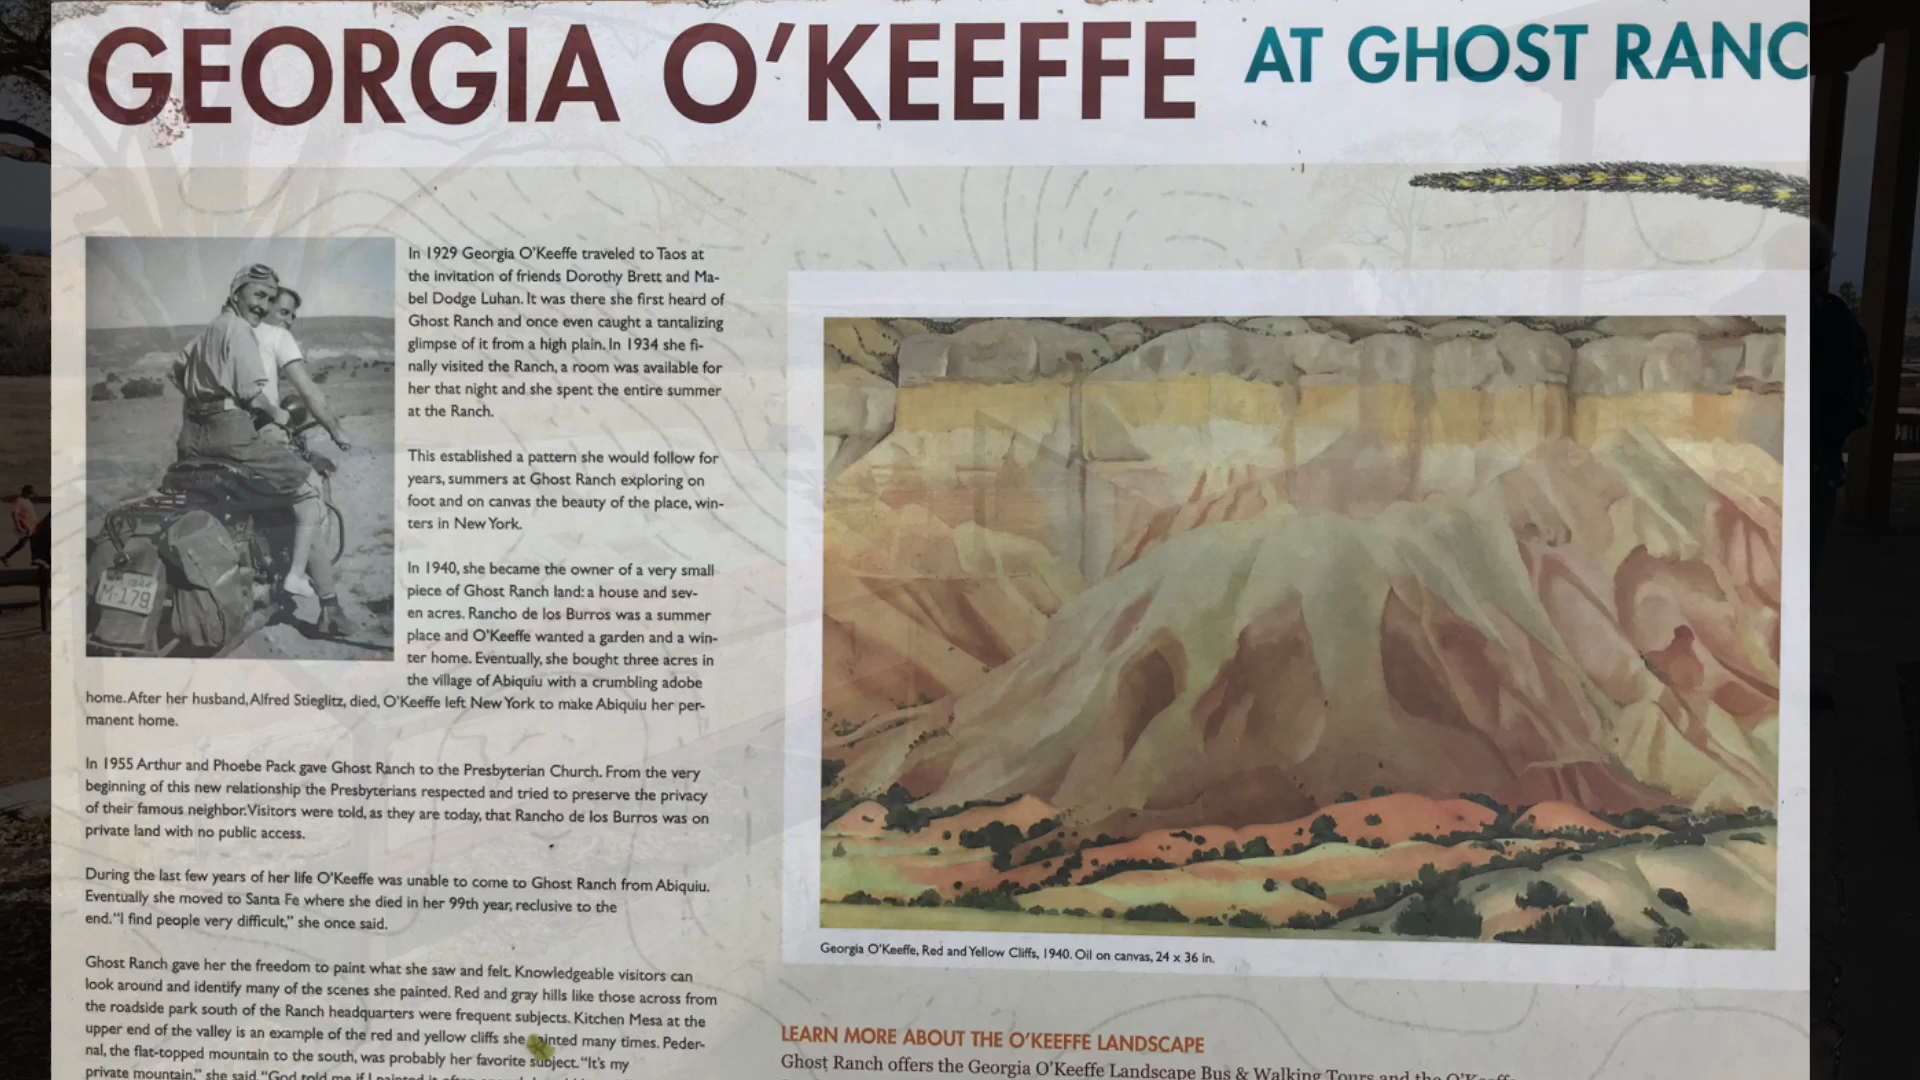 GEORGIA O'KEEFFE AT GHOST RANC
In 1929 Georgia O'Keeffe traveled to Taos at
the invitation of friends Dorothy Brett and Ma-
bel Dodge Luhan. It was there she first heard of
Ghost Ranch and once even caught a tantalizing
glimpse of it from a high plain. In 1934 she fi-
nally visited the Ranch, a room was available for
her that night and she spent the entire summer
at the Ranch.
This established a pattern she would follow for
years, summers at Ghost Ranch exploring on
foot and on canvas the beauty of the place, win-
ters in New York.
In 1940, she became the owner of a very small
piece of Ghost Ranch land: a house and sev-
en acres. Rancho de los Burros was a summer
place and O'Keeffe wanted a garden and a win-
ter home. Eventually, she bought three acres in
the village of Abiquiu with a crumbling adobe
home. After her husband, Alfred Stieglitz, died, O'Keeffe left New York to make Abiquiu her per-
manent home.
In 1955 Arthur and Phoebe Pack gave Ghost Ranch to the Presbyterian Church. From the very
beginning of this new relationship the Presbyterians respected and tried to preserve the privacy
of their famous neighbor. Visitors were told, as they are today, that Rancho de los Burros was on
private land with no public access.
During the last few years of her life O'Keeffe was unable to come to Ghost Ranch from Abiquiu.
Eventually she moved to Santa Fe where she died in her 99th year, reclusive to the
end. "I find people very difficult," she once said.
Ghost Ranch gave her the freedom to paint what she saw and felt. Knowledgeable visitors can
look around and identify many of the scenes she painted. Red and gray hills like those across from
the roadside park south of the Ranch headquarters were frequent subjects. Kitchen Mesa at the
upper end of the valley is an example of the red and yellow cliffs she painted many times. Peder-
nal, the flat-topped mountain to the south, was probably her favorite subject. "It's my
private mountain," she said. "God told me if I painted it often
M-179
Georgia O'Keeffe, Red and Yellow Cliffs, 1940. Oil on canvas, 24 x 36 in.
LEARN MORE ABOUT THE O'KEEFFE LANDSCAPE
Ghost Ranch offers the Georgia O'Keeffe Landscape Bus & Walking Tours and the O'Keeffe